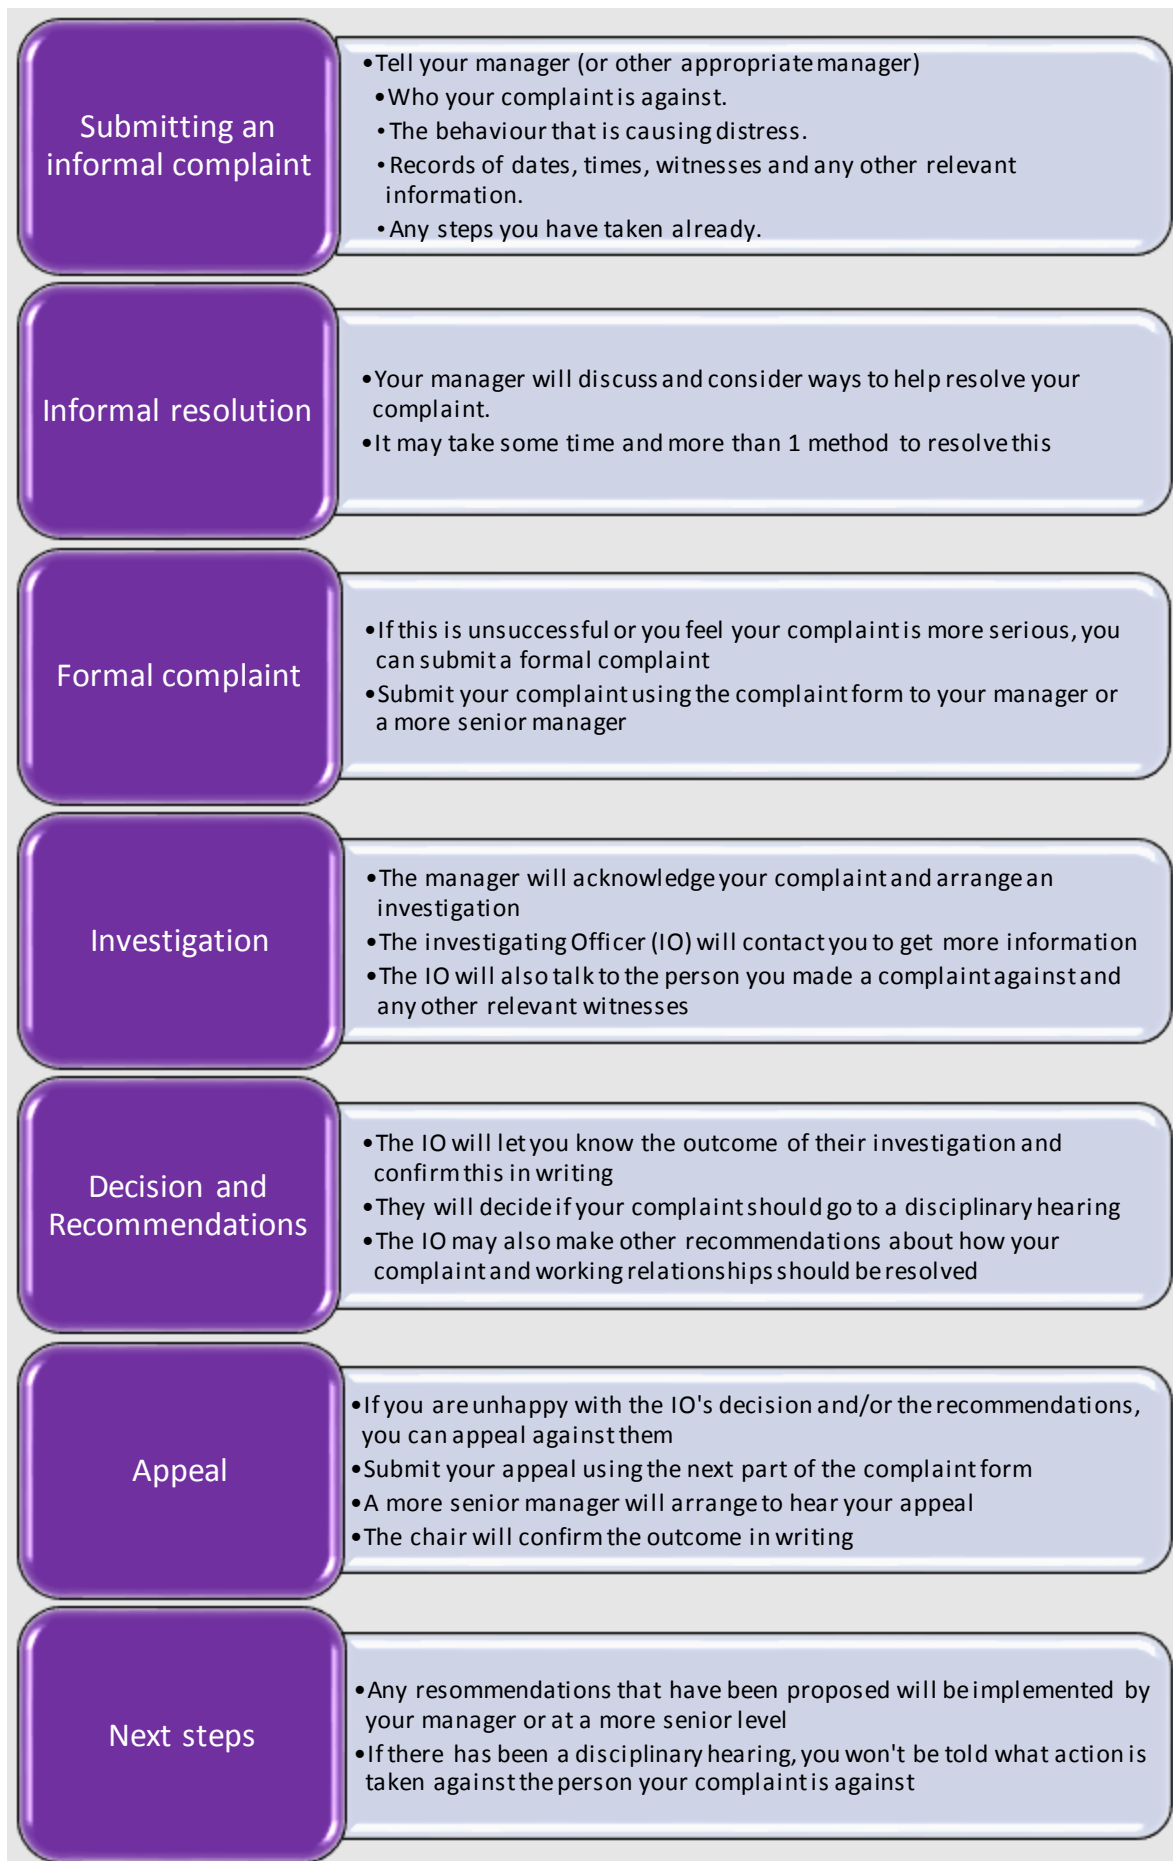 Submitting an
informal complaint
•Tell your manager (or other appropriate manager)
•Who your complaint is against.
•The behaviour that is causing distress.
•Records of dates, times, witnesses and any other relevant
information.
•Any steps you have taken already.
Informal resolution
•Your manager will discuss and consider ways to help resolve your
complaint.
•It may take some time and more than 1 method to resolve this
Formal complaint
•If this is unsuccessful or you feel your complaint is more serious, you
can submit a formal complaint
•Submit your complaint using the complaint form to your manager or
a more senior manager
Investigation
•The manager will acknowledge your complaint and arrange an
investigation
•The investigating Officer (IO) will contact you to get more information
•The IO will also talk to the person you made a complaint against and
any other relevant witnesses
Decision and
Recommendations
•The IO will let you know the outcome of their investigation and
confirm this in writing
•They will decide if your complaint should go to a disciplinary hearing
•The IO may also make other recommendations about how your
complaint and working relationships should be resolved
Appeal
•If you are unhappy with the IO's decision and/or the recommendations,
you can appeal against them
•Submit your appeal using the next part of the complaint form
•A more senior manager will arrange to hear your appeal
•The chair will confirm the outcome in writing
Next steps
•Any resommendations that have been proposed will be implemented by
your manager or at a more senior level
•If there has been a disciplinary hearing, you won't be told what action is
taken against the person your complaint is against